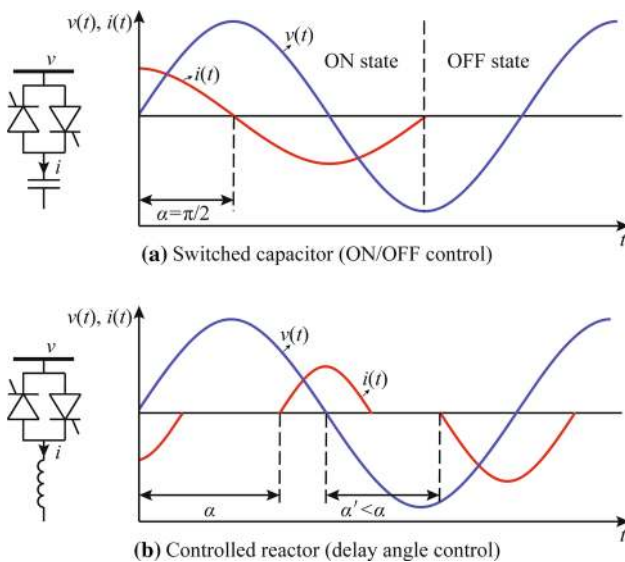 v(t), i(t)
v(t)
ON state
OFF state
v
i(t)
i
α=π/2
t
(a) Switched capacitor (ON/OFF control)
v(t), i(t)
v(t)
v
i(t)
i
α
α′<α
t
(b) Controlled reactor (delay angle control)